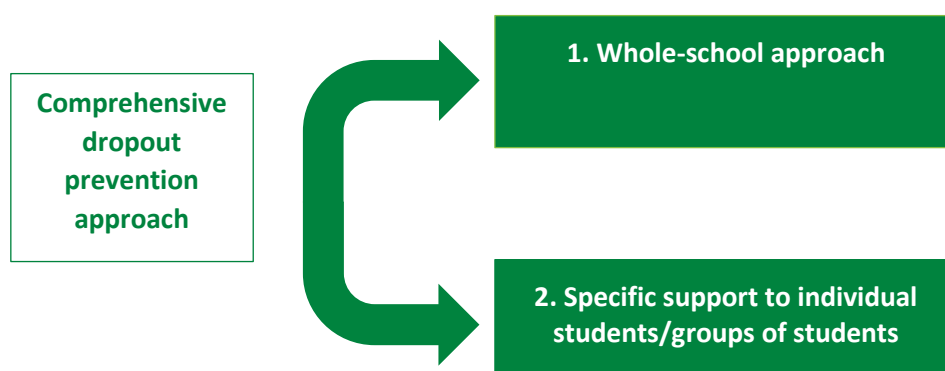 Comprehensive
dropout
prevention
approach
1. Whole-school approach
2. Specific support to individual
students/groups of students